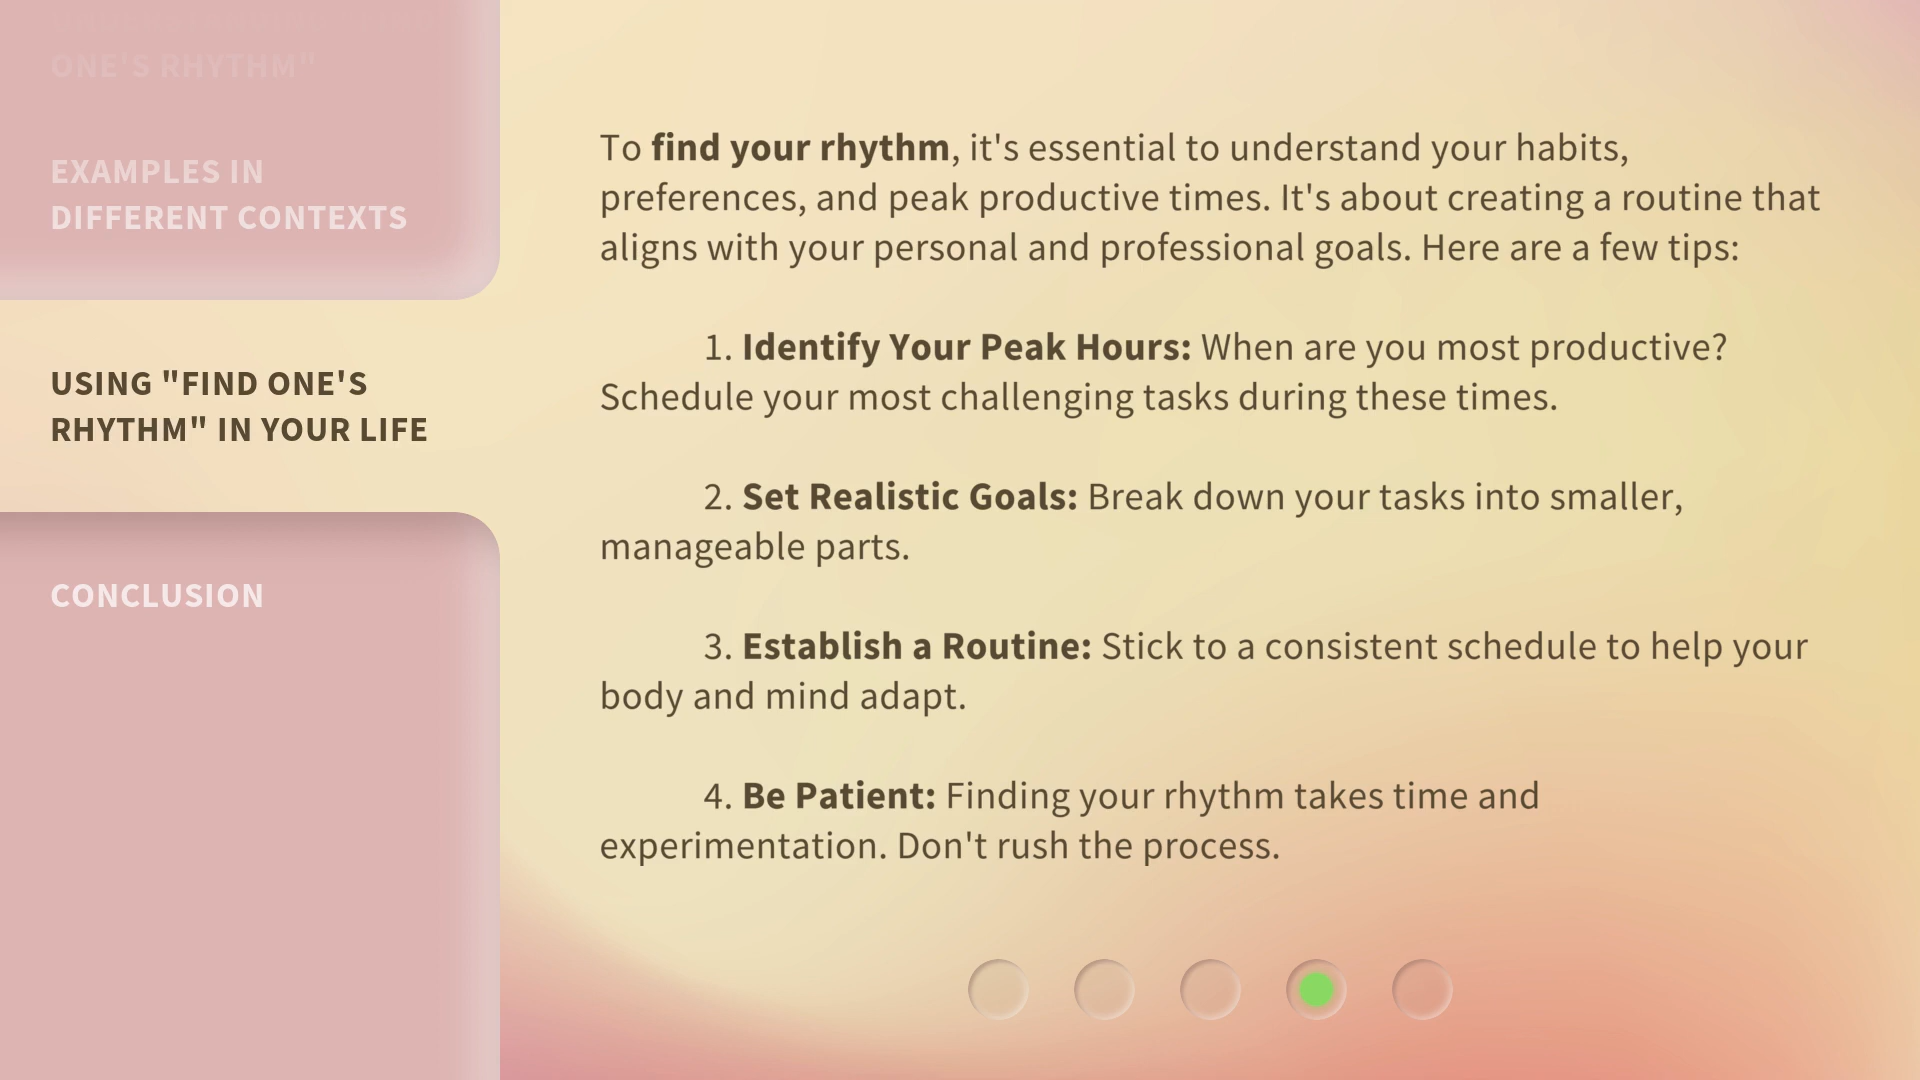 ONE'S RHYTHM"
EXAMPLES IN
DIFFERENT CONTEXTS
USING "FIND ONE'S
RHYTHM" IN YOUR LIFE
CONCLUSION
To find your rhythm, it's essential to understand your habits,
preferences, and peak productive times. It's about creating a routine that
aligns with your personal and professional goals. Here are a few tips:
1. Identify Your Peak Hours: When are you most productive?
Schedule your most challenging tasks during these times.
2. Set Realistic Goals: Break down your tasks into smaller,
manageable parts.
3. Establish a Routine: Stick to a consistent schedule to help your
body and mind adapt.
4. Be Patient: Finding your rhythm takes time and
experimentation. Don't rush the process.